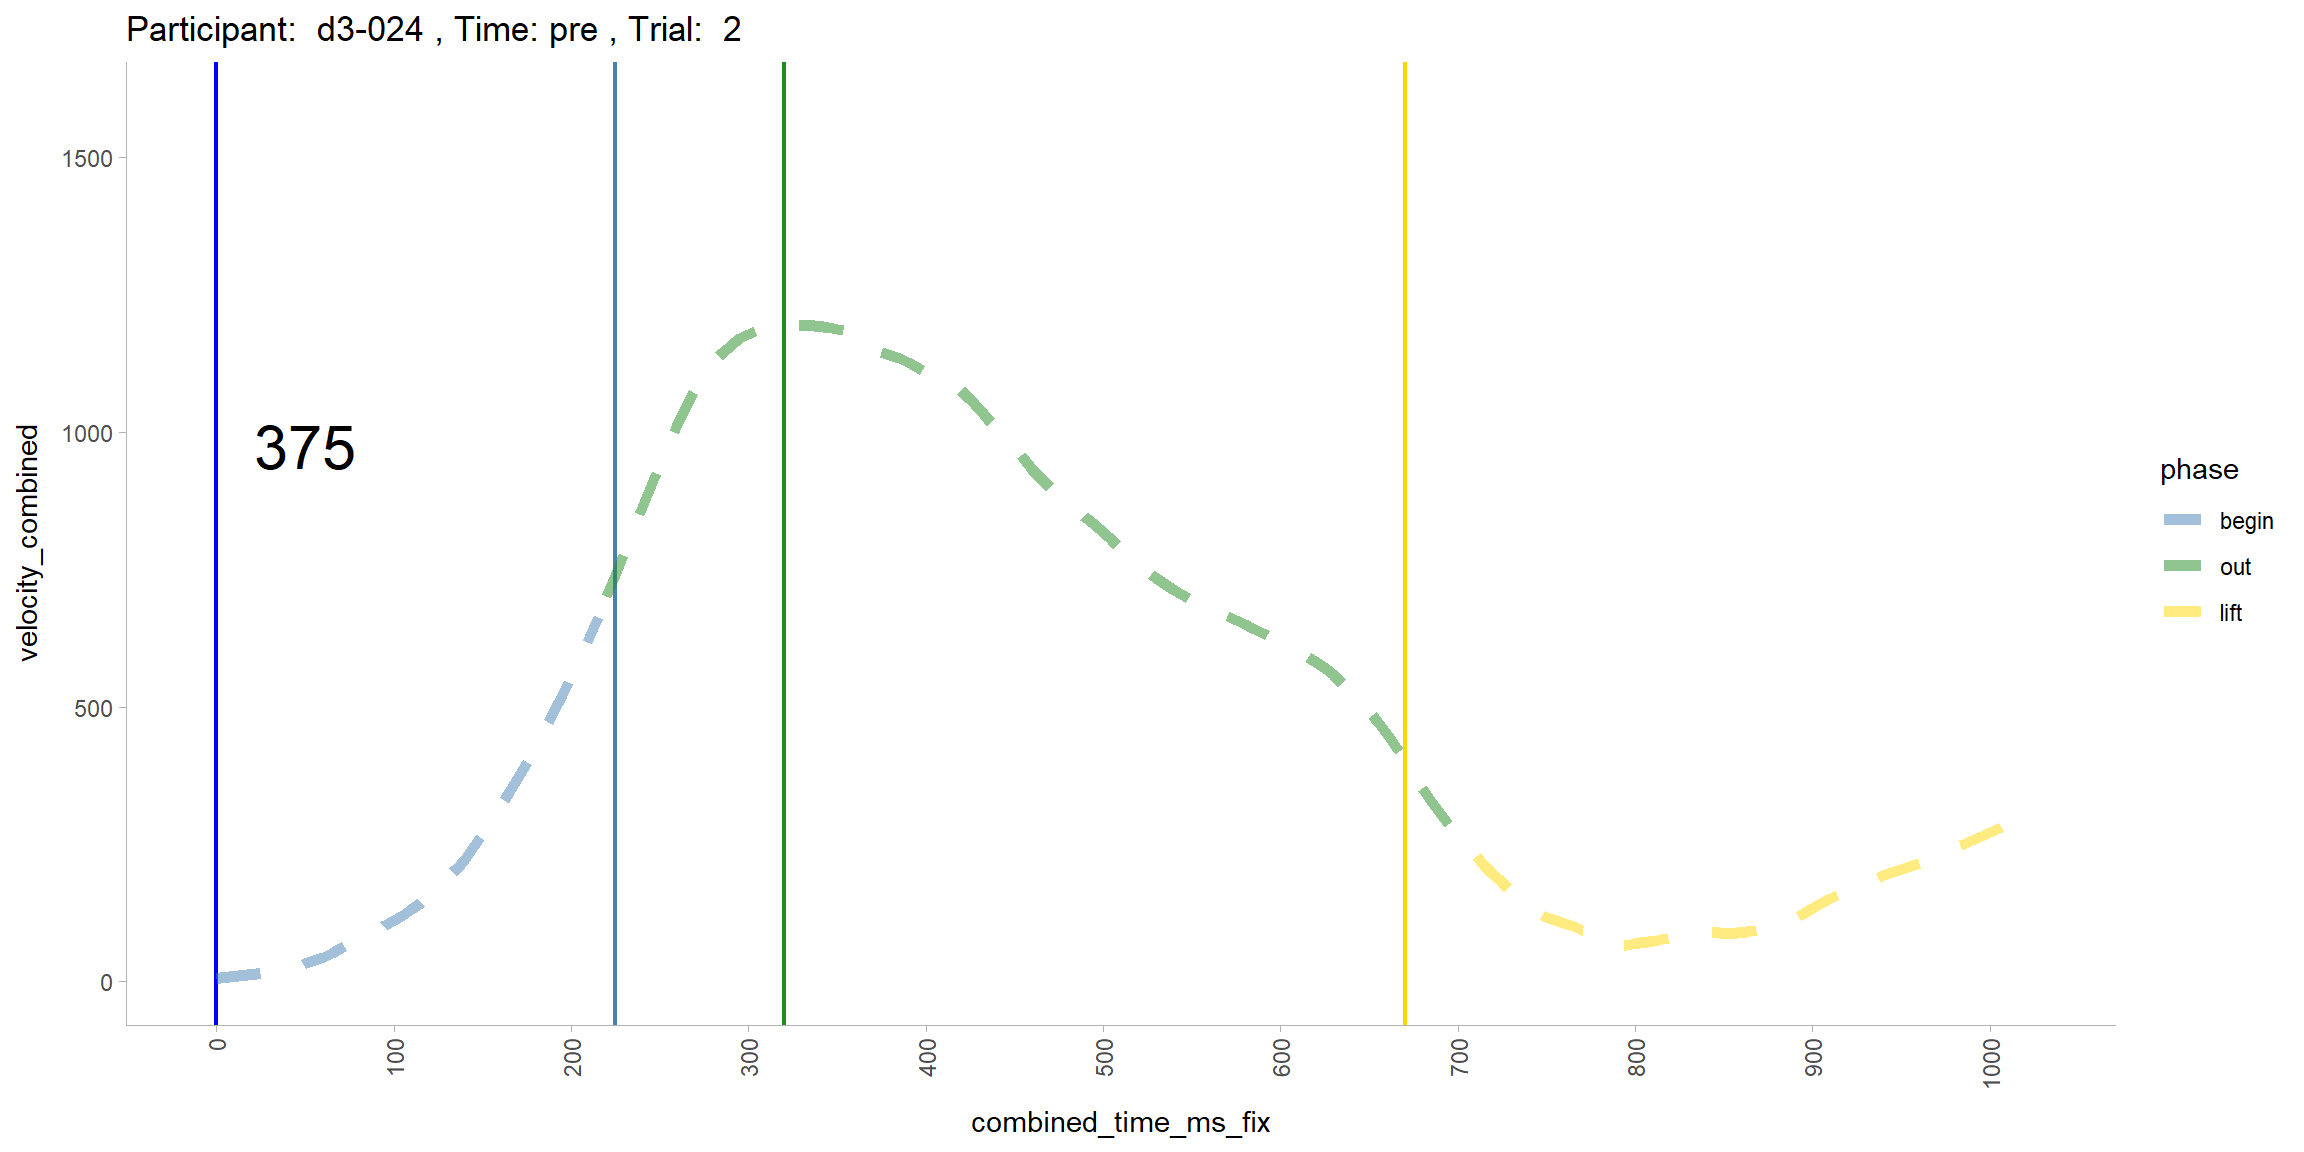 Participant:  d3-024 , Time: pre , Trial:  2
velocity_combined
1500
1000
500
0
375
0
100
200
300
400
500
600
700
800
900
1000
combined_time_ms_fix
phase
begin
out
lift